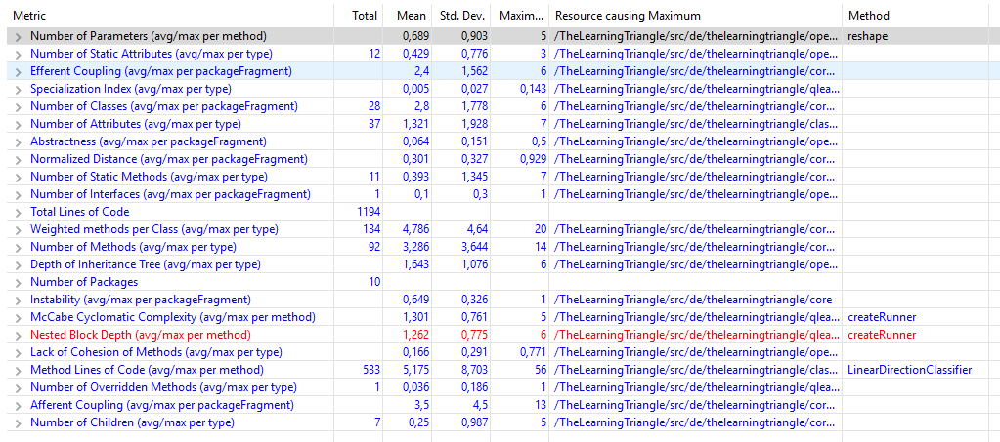 Metric Total Mean Std. Dev. Maxim... Resource causing Maximum Method
Number of Parameters (avg/max per method) 0,689 0,903 5 /TheLearningTriangle/src/de/thelearningtriangle/ope... reshape
Number of Static Attributes (avg/max per type) 12 0,429 0,776 3 /TheLearningTriangle/src/de/thelearningtriangle/ope...
Efferent Coupling (avg/max per packageFragment) 2,4 1,562 6 /TheLearningTriangle/src/de/thelearningtriangle/cor...
Specialization Index (avg/max per type) 0,005 0,027 0,143 /TheLearningTriangle/src/de/thelearningtriangle/qlea...
Number of Classes (avg/max per packageFragment) 28 2,8 1,778 6 /TheLearningTriangle/src/de/thelearningtriangle/cor...
Number of Attributes (avg/max per type) 37 1,321 1,928 7 /TheLearningTriangle/src/de/thelearningtriangle/clas...
Abstractness (avg/max per packageFragment) 0,064 0,151 0,5 /TheLearningTriangle/src/de/thelearningtriangle/ope...
Normalized Distance (avg/max per packageFragment) 0,301 0,327 0,929 /TheLearningTriangle/src/de/thelearningtriangle/cor...
Number of Static Methods (avg/max per type) 11 0,393 1,345 7 /TheLearningTriangle/src/de/thelearningtriangle/cor...
Number of Interfaces (avg/max per packageFragment) 1 0,1 0,3 1 /TheLearningTriangle/src/de/thelearningtriangle/ope...
Total Lines of Code 1194
Weighted methods per Class (avg/max per type) 134 4,786 4,64 20 /TheLearningTriangle/src/de/thelearningtriangle/cor...
Number of Methods (avg/max per type) 92 3,286 3,644 14 /TheLearningTriangle/src/de/thelearningtriangle/cor...
Depth of Inheritance Tree (avg/max per type) 1,643 1,076 6 /TheLearningTriangle/src/de/thelearningtriangle/ope...
Number of Packages 10
Instability (avg/max per packageFragment) 0,649 0,326 1 /TheLearningTriangle/src/de/thelearningtriangle/core
McCabe Cyclomatic Complexity (avg/max per method) 1,301 0,761 5 /TheLearningTriangle/src/de/thelearningtriangle/qlea... createRunner
Nested Block Depth (avg/max per method) 1,262 0,775 6 /TheLearningTriangle/src/de/thelearningtriangle/qlea... createRunner
Lack of Cohesion of Methods (avg/max per type) 0,166 0,291 0,771 /TheLearningTriangle/src/de/thelearningtriangle/ope...
Method Lines of Code (avg/max per method) 533 5,175 8,703 56 /TheLearningTriangle/src/de/thelearningtriangle/clas... LinearDirectionClassifier
Number of Overridden Methods (avg/max per type) 1 0,036 0,186 1 /TheLearningTriangle/src/de/thelearningtriangle/qlea...
Afferent Coupling (avg/max per packageFragment) 3,5 4,5 13 /TheLearningTriangle/src/de/thelearningtriangle/cor...
Number of Children (avg/max per type) 7 0,25 0,987 5 /TheLearningTriangle/src/de/thelearningtriangle/cor...